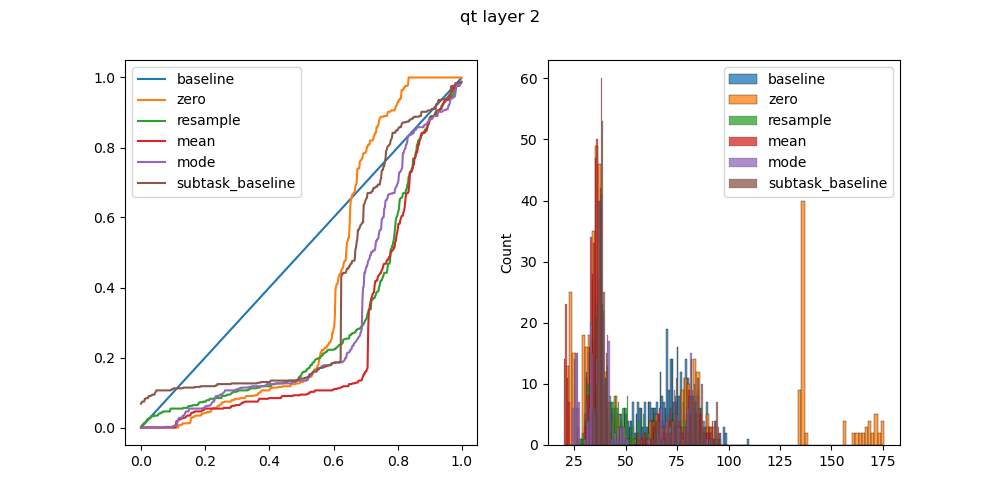 qt layer 2
baseline
zero
resample
mean
mode
subtask_baseline
1.0
0.8
0.6
0.4
0.2
0.0
0.0 0.2 0.4 0.6 0.8 1.0
baseline
zero
resample
mean
mode
subtask_baseline
Count
60
50
40
30
20
10
0
25 50 75 100 125 150 175